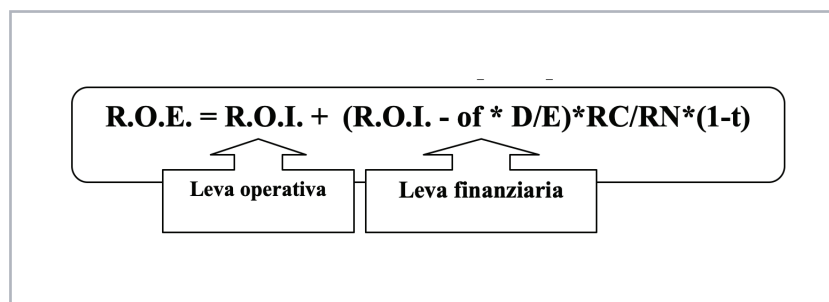 R.O.E. = R.O.I. + (R.O.I. - of * D/E)*RC/RN*(1-t)
Leva operativa
Leva finanziaria